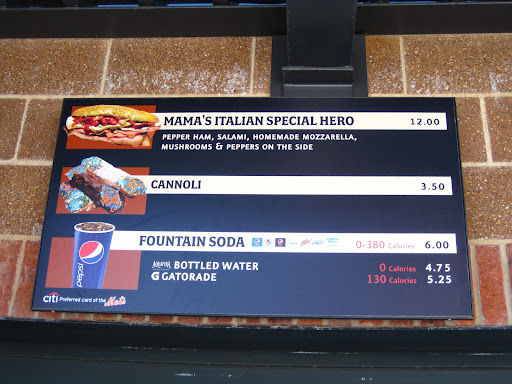 MAMA'S ITALIAN SPECIAL HERO 12.00
PEPPER HAM, SALAMI, HOMEMADE MOZZARELLA,
MUSHROOMS & PEPPERS ON THE SIDE
CANNOLI 3.50
FOUNTAIN SODA 0-380 Calories 6.00
pepsi
AQUAFINA BOTTLED WATER 0 Calories 4.75
G GATORADE 130 Calories 5.25
citi Preferred card of the Mets